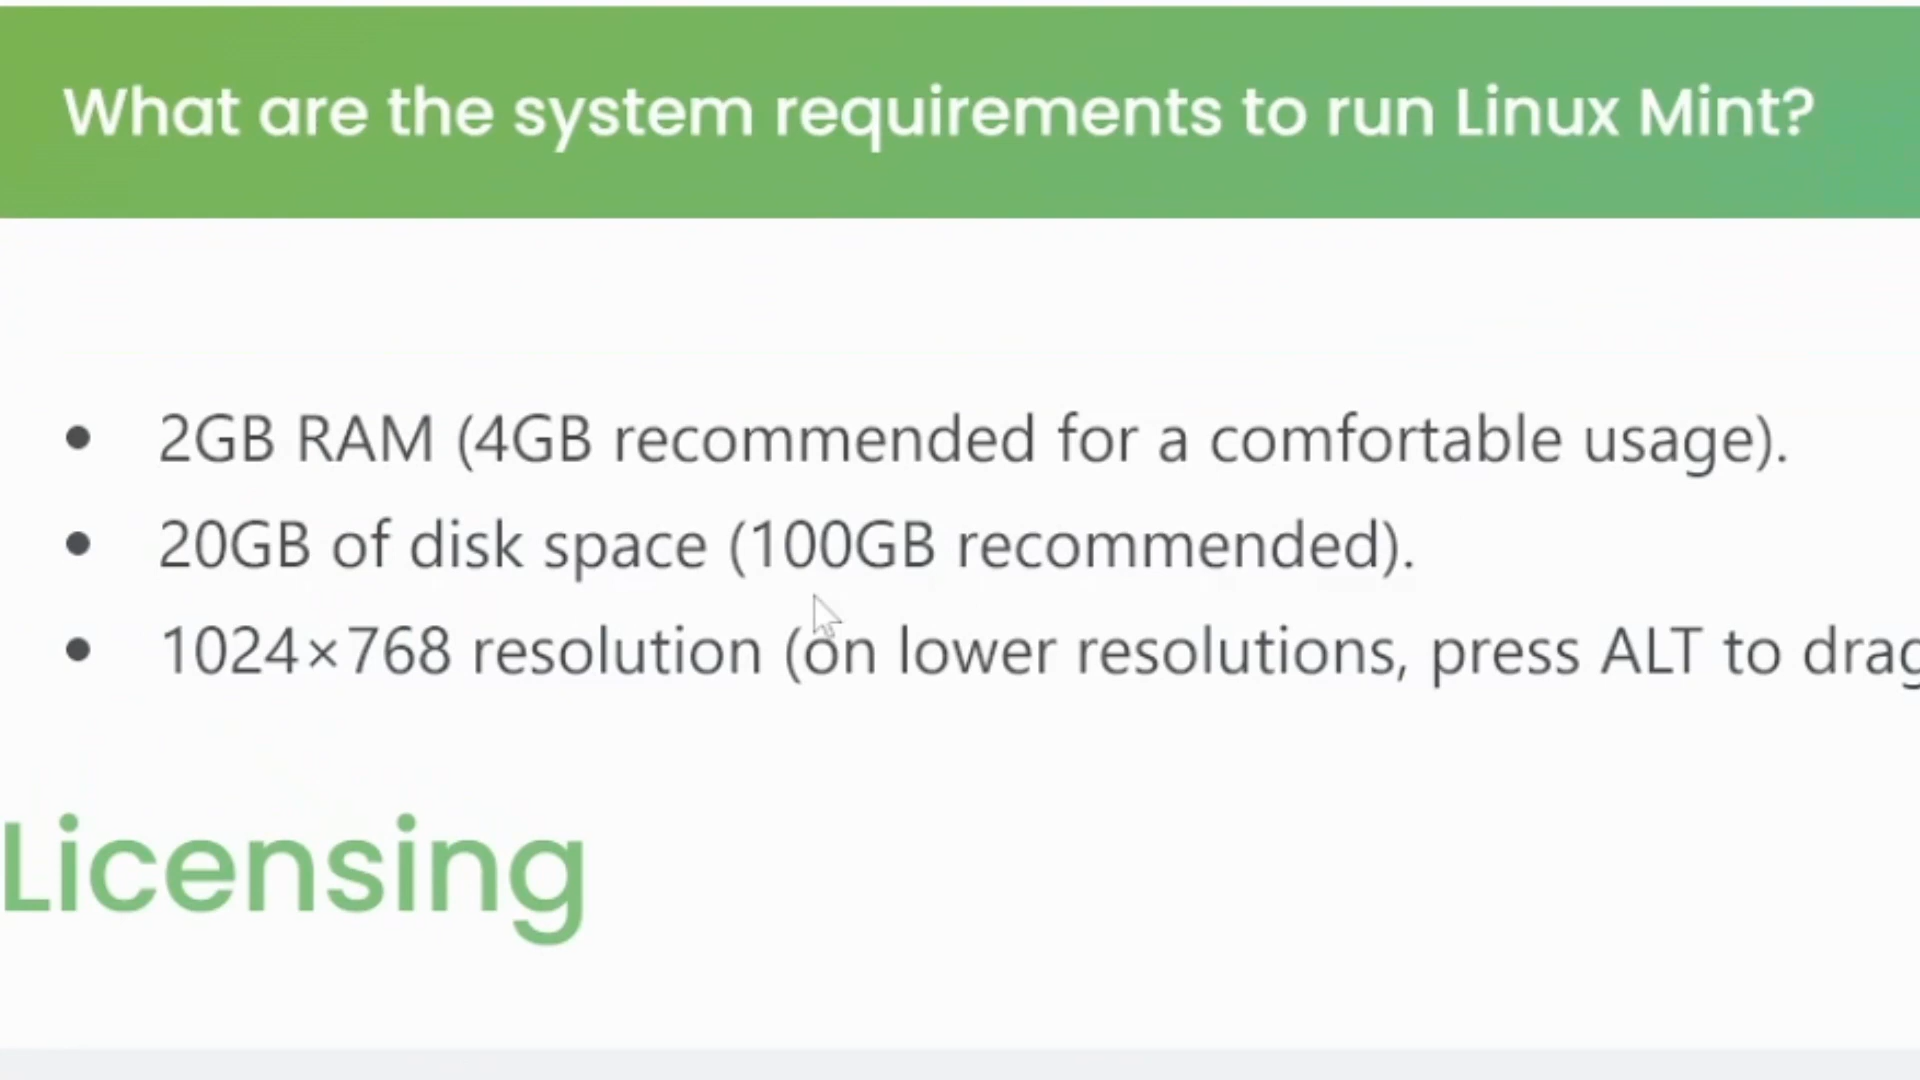 What are the system requirements to run Linux Mint?
• 2GB RAM (4GB recommended for a comfortable usage).
• 20GB of disk space (100GB recommended).
• 1024×768 resolution (on lower resolutions, press ALT to drag
Licensing